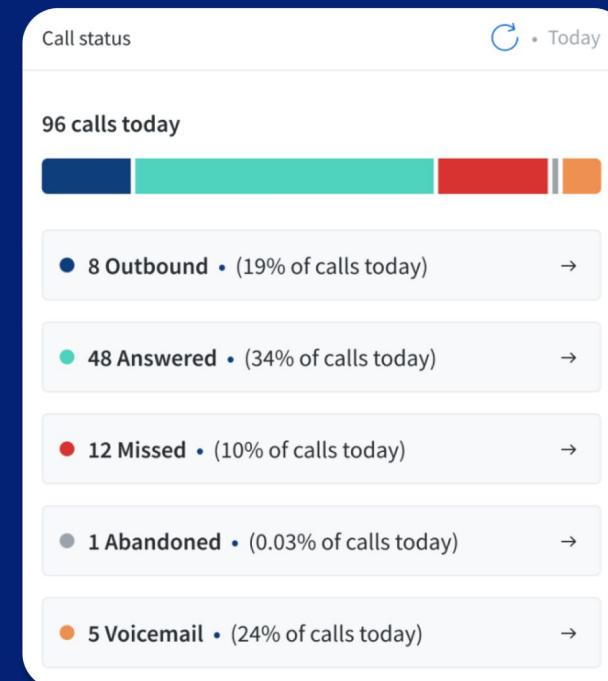 Call status • Today
96 calls today
8 Outbound • (19% of calls today) →
48 Answered • (34% of calls today) →
12 Missed • (10% of calls today) →
1 Abandoned • (0.03% of calls today) →
5 Voicemail • (24% of calls today) →